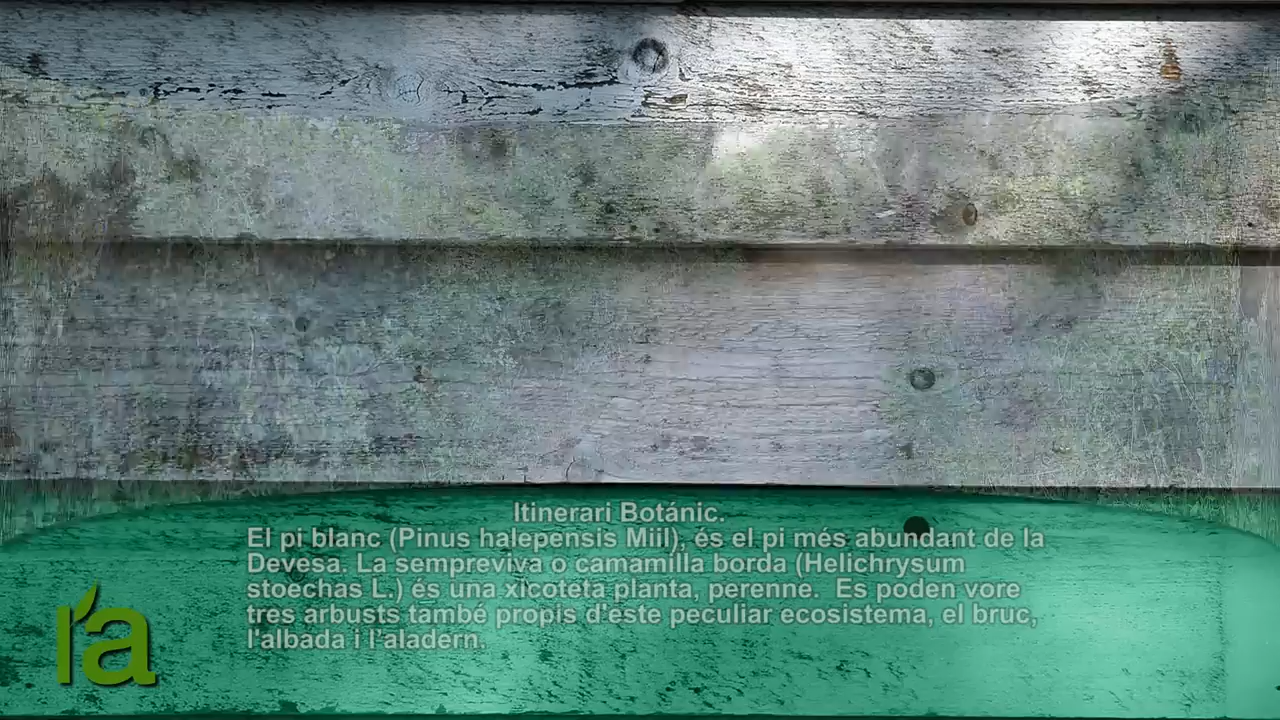 Itinerari Botánic.
El pi blanc (Pinus halepensis Miil), és el pi més abundant de la
Devesa. La sempreviva o camamilla borda (Helichrysum
stoechas L.) és una xicoteta planta, perenne.  Es poden vore
tres arbusts també propis d'este peculiar ecosistema, el bruc,
l'albada i l'aladern.
ra